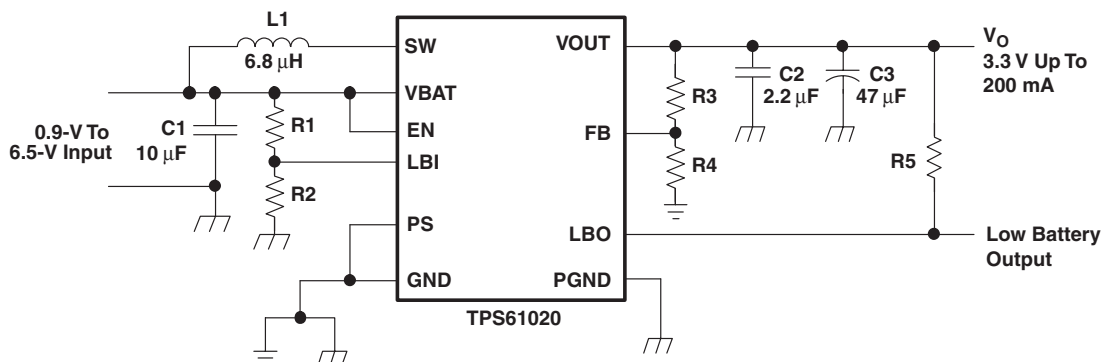 L1
6.8 µH
SW
VBAT
EN
LBI
PS
GND
VOUT
FB
LBO
PGND
TPS61020
0.9-V To
6.5-V Input
C1
10 µF
R1
R2
R3
R4
C2
2.2 µF
C3
47 µF
R5
VO
3.3 V Up To
200 mA
Low Battery
Output